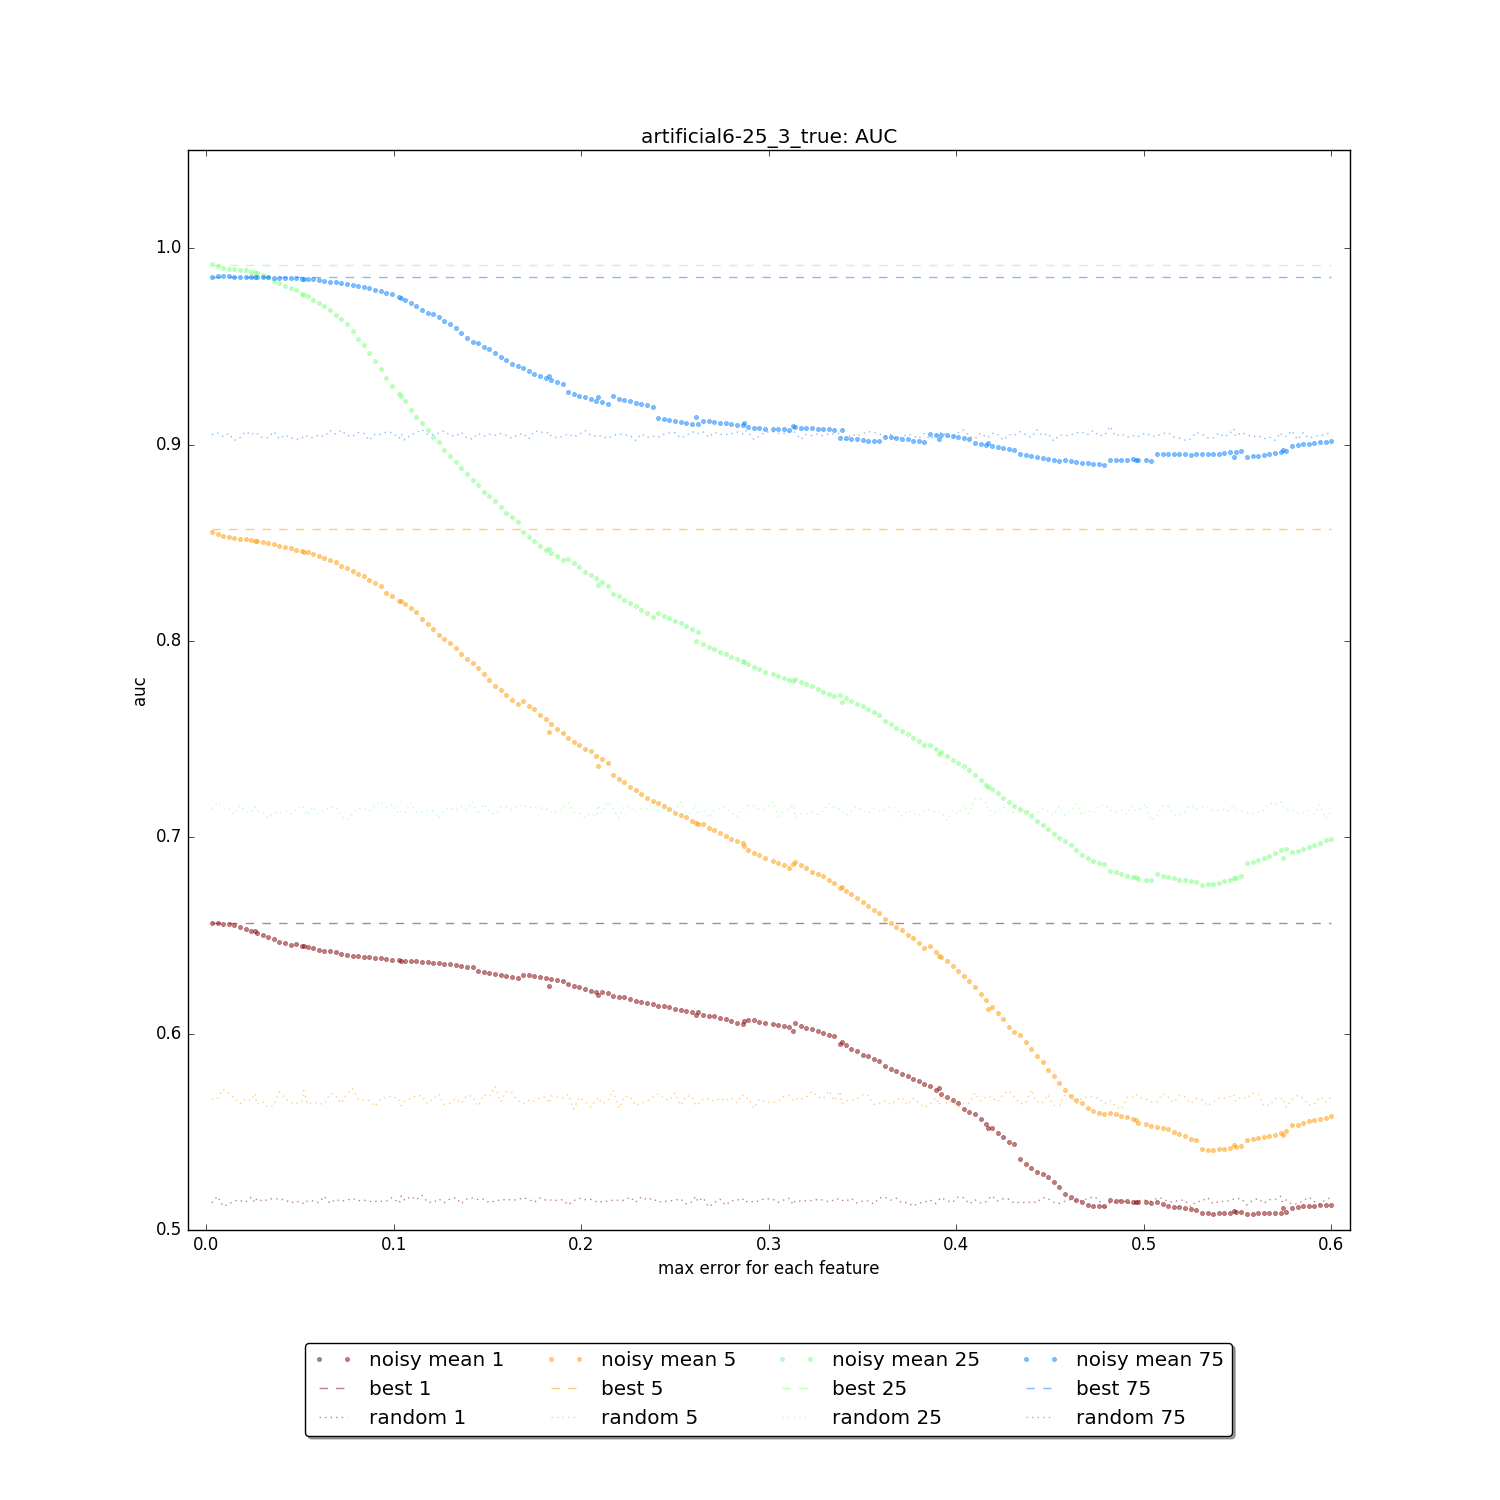 artificial6-25_3_true: AUC
1.0
0.9
0.8
0.7
0.6
0.5
auc
0.0 0.1 0.2 0.3 0.4 0.5 0.6
max error for each feature
noisy mean 1 noisy mean 5 noisy mean 25 noisy mean 75
best 1 best 5 best 25 best 75
random 1 random 5 random 25 random 75